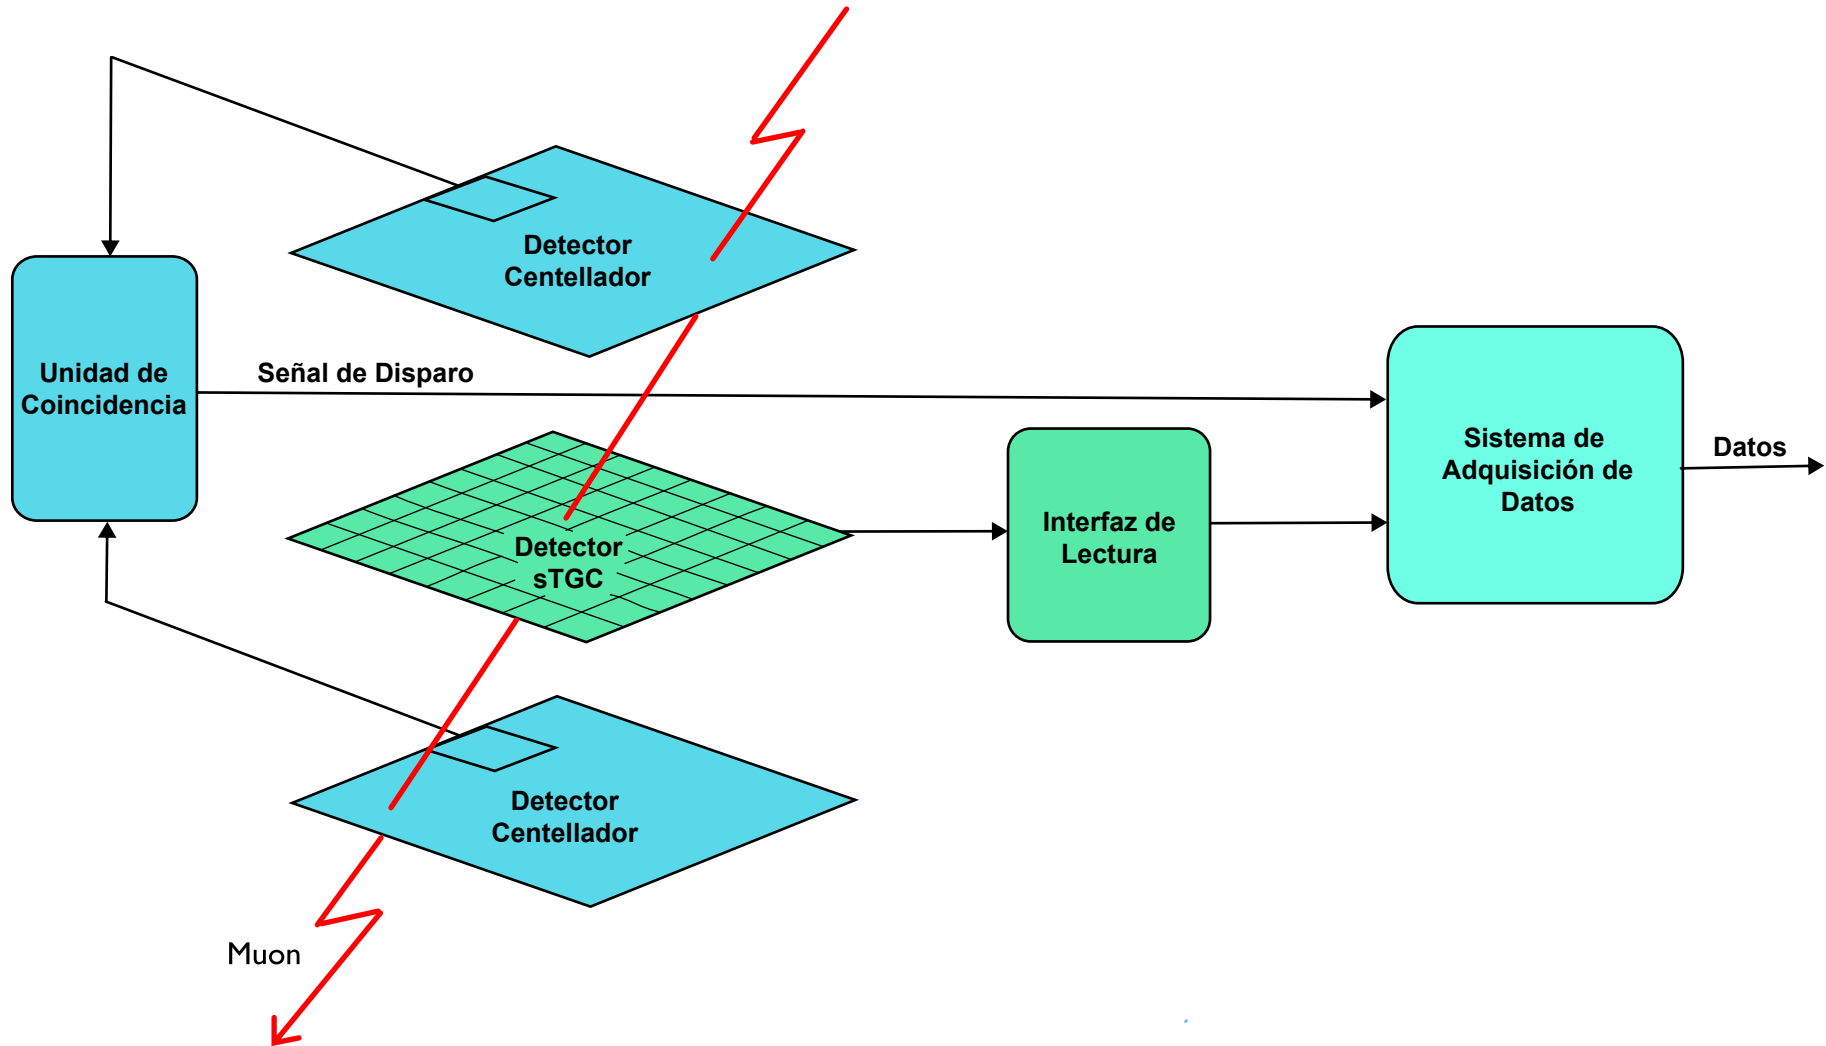 Detector
Centellador
Unidad de
Coincidencia
Señal de Disparo
Sistema de
Adquisición de
Datos
Datos
Detector
sTGC
Interfaz de
Lectura
Detector
Centellador
Muon